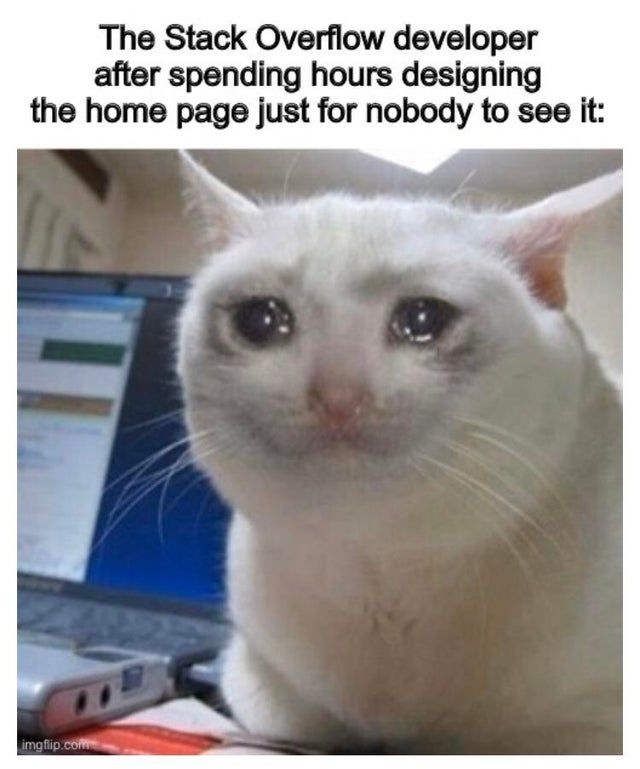 The Stack Overflow developer
after spending hours designing
the home page just for nobody to see it:
imgflip.com